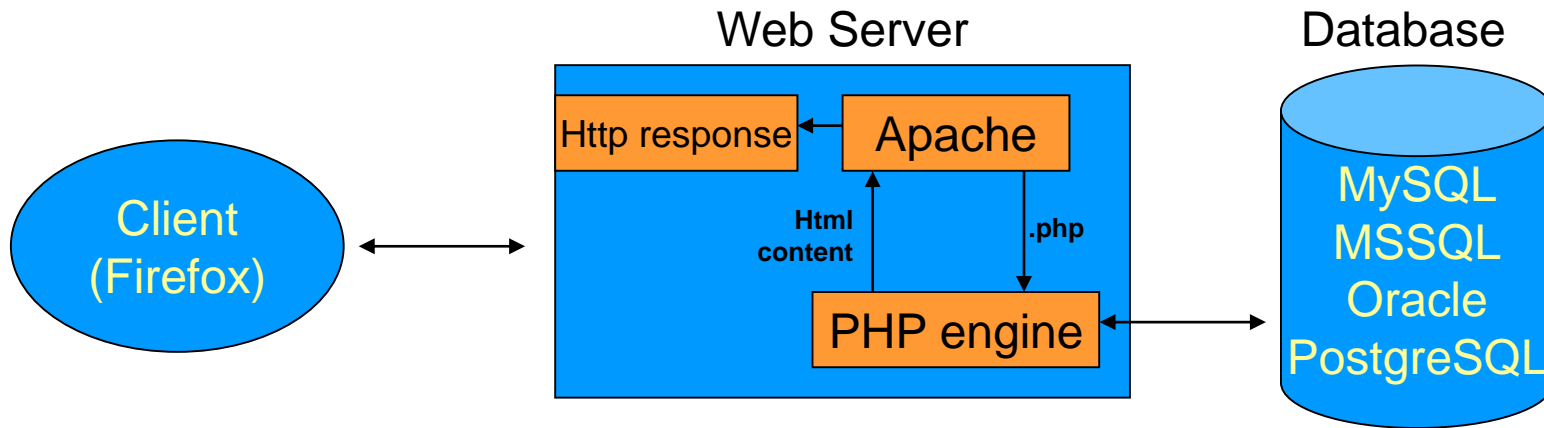 Web Server
Database
Client
(Firefox)
Http response
Apache
Html
content
.php
PHP engine
MySQL
MSSQL
Oracle
PostgreSQL